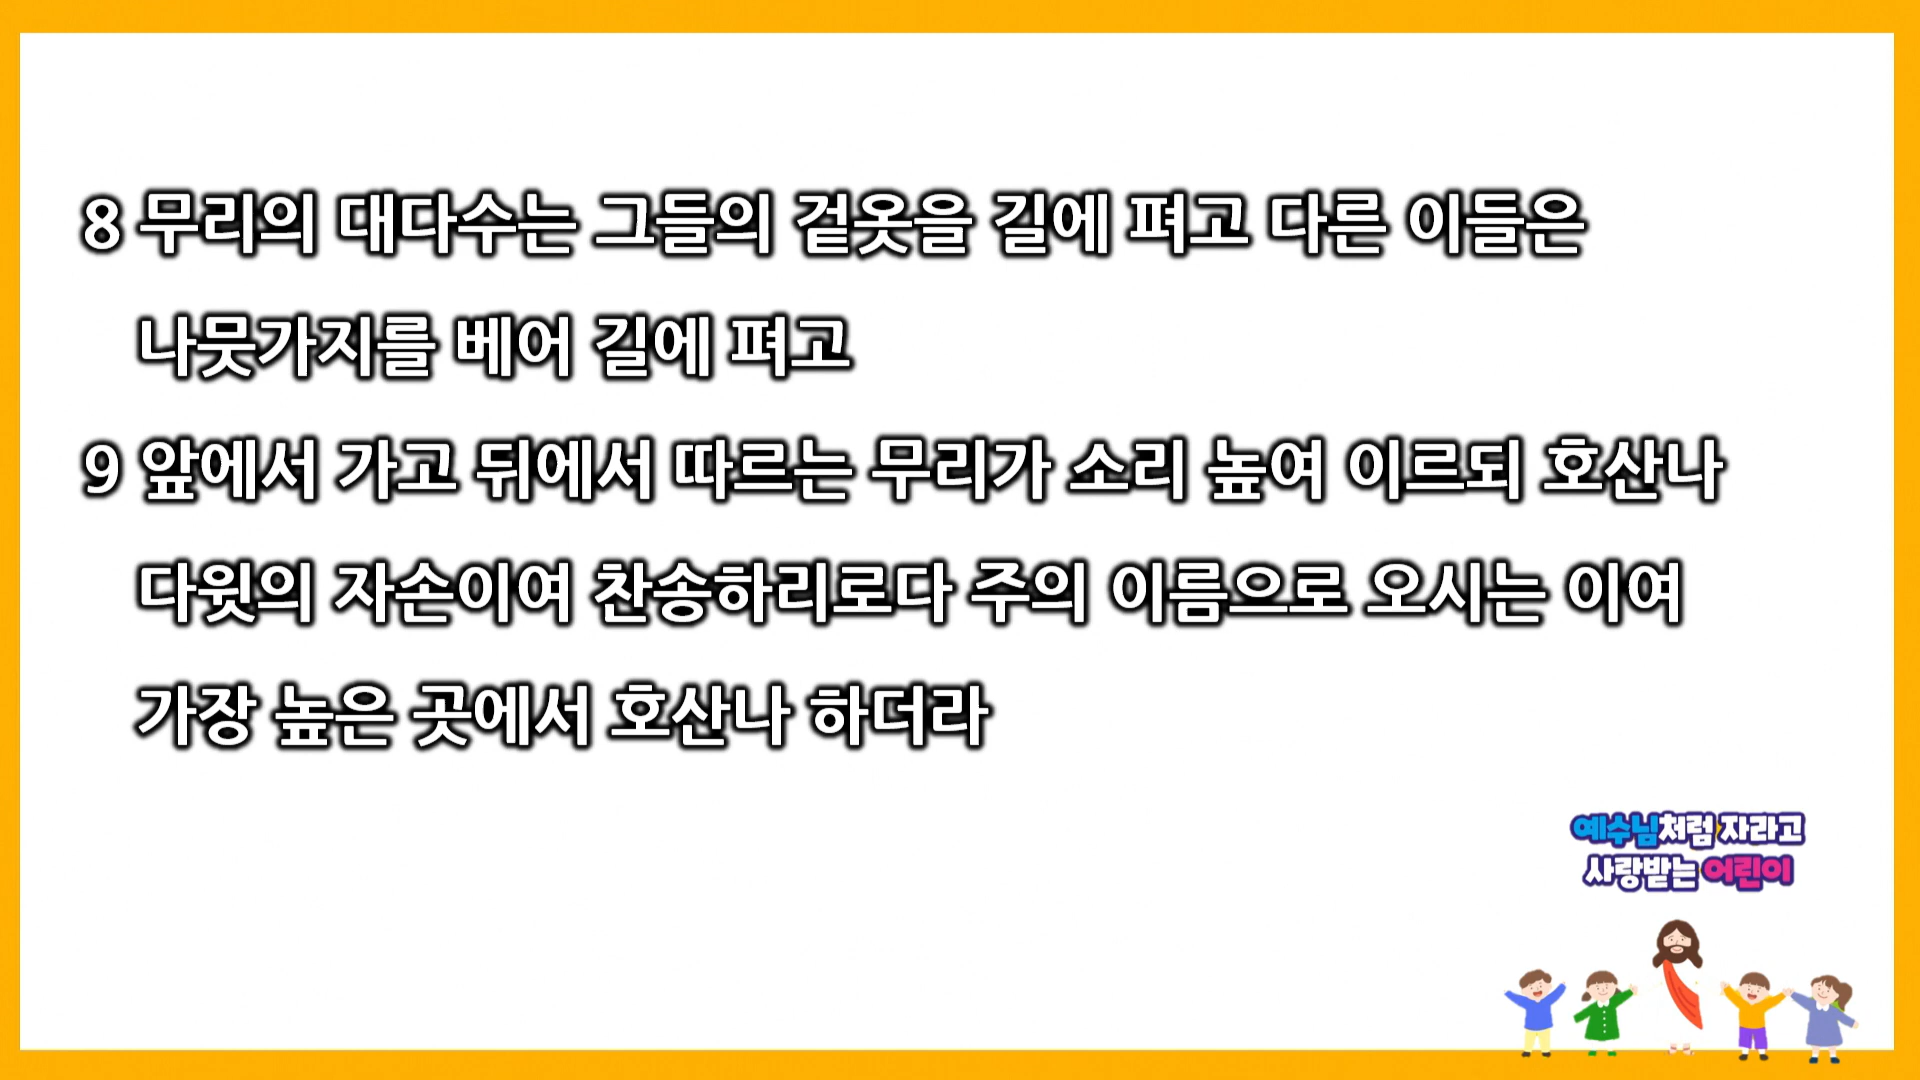 8 무리의 대다수는 그들의 겉옷을 길에 펴고 다른 이들은
나뭇가지를 베어 길에 펴고
9 앞에서 가고 뒤에서 따르는 무리가 소리 높여 이르되 호산나
다윗의 자손이여 찬송하리로다 주의 이름으로 오시는 이여
가장 높은 곳에서 호산나 하더라
예수님처럼 자라고
사랑받는 어린이